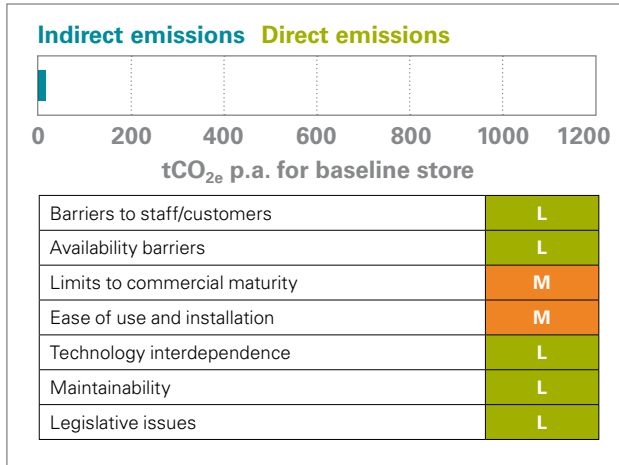 Indirect emissions Direct emissions
0 200 400 600 800 1000 1200
tCO2e p.a. for baseline store
Barriers to staff/customers L
Availability barriers L
Limits to commercial maturity M
Ease of use and installation M
Technology interdependence L
Maintainability L
Legislative issues L